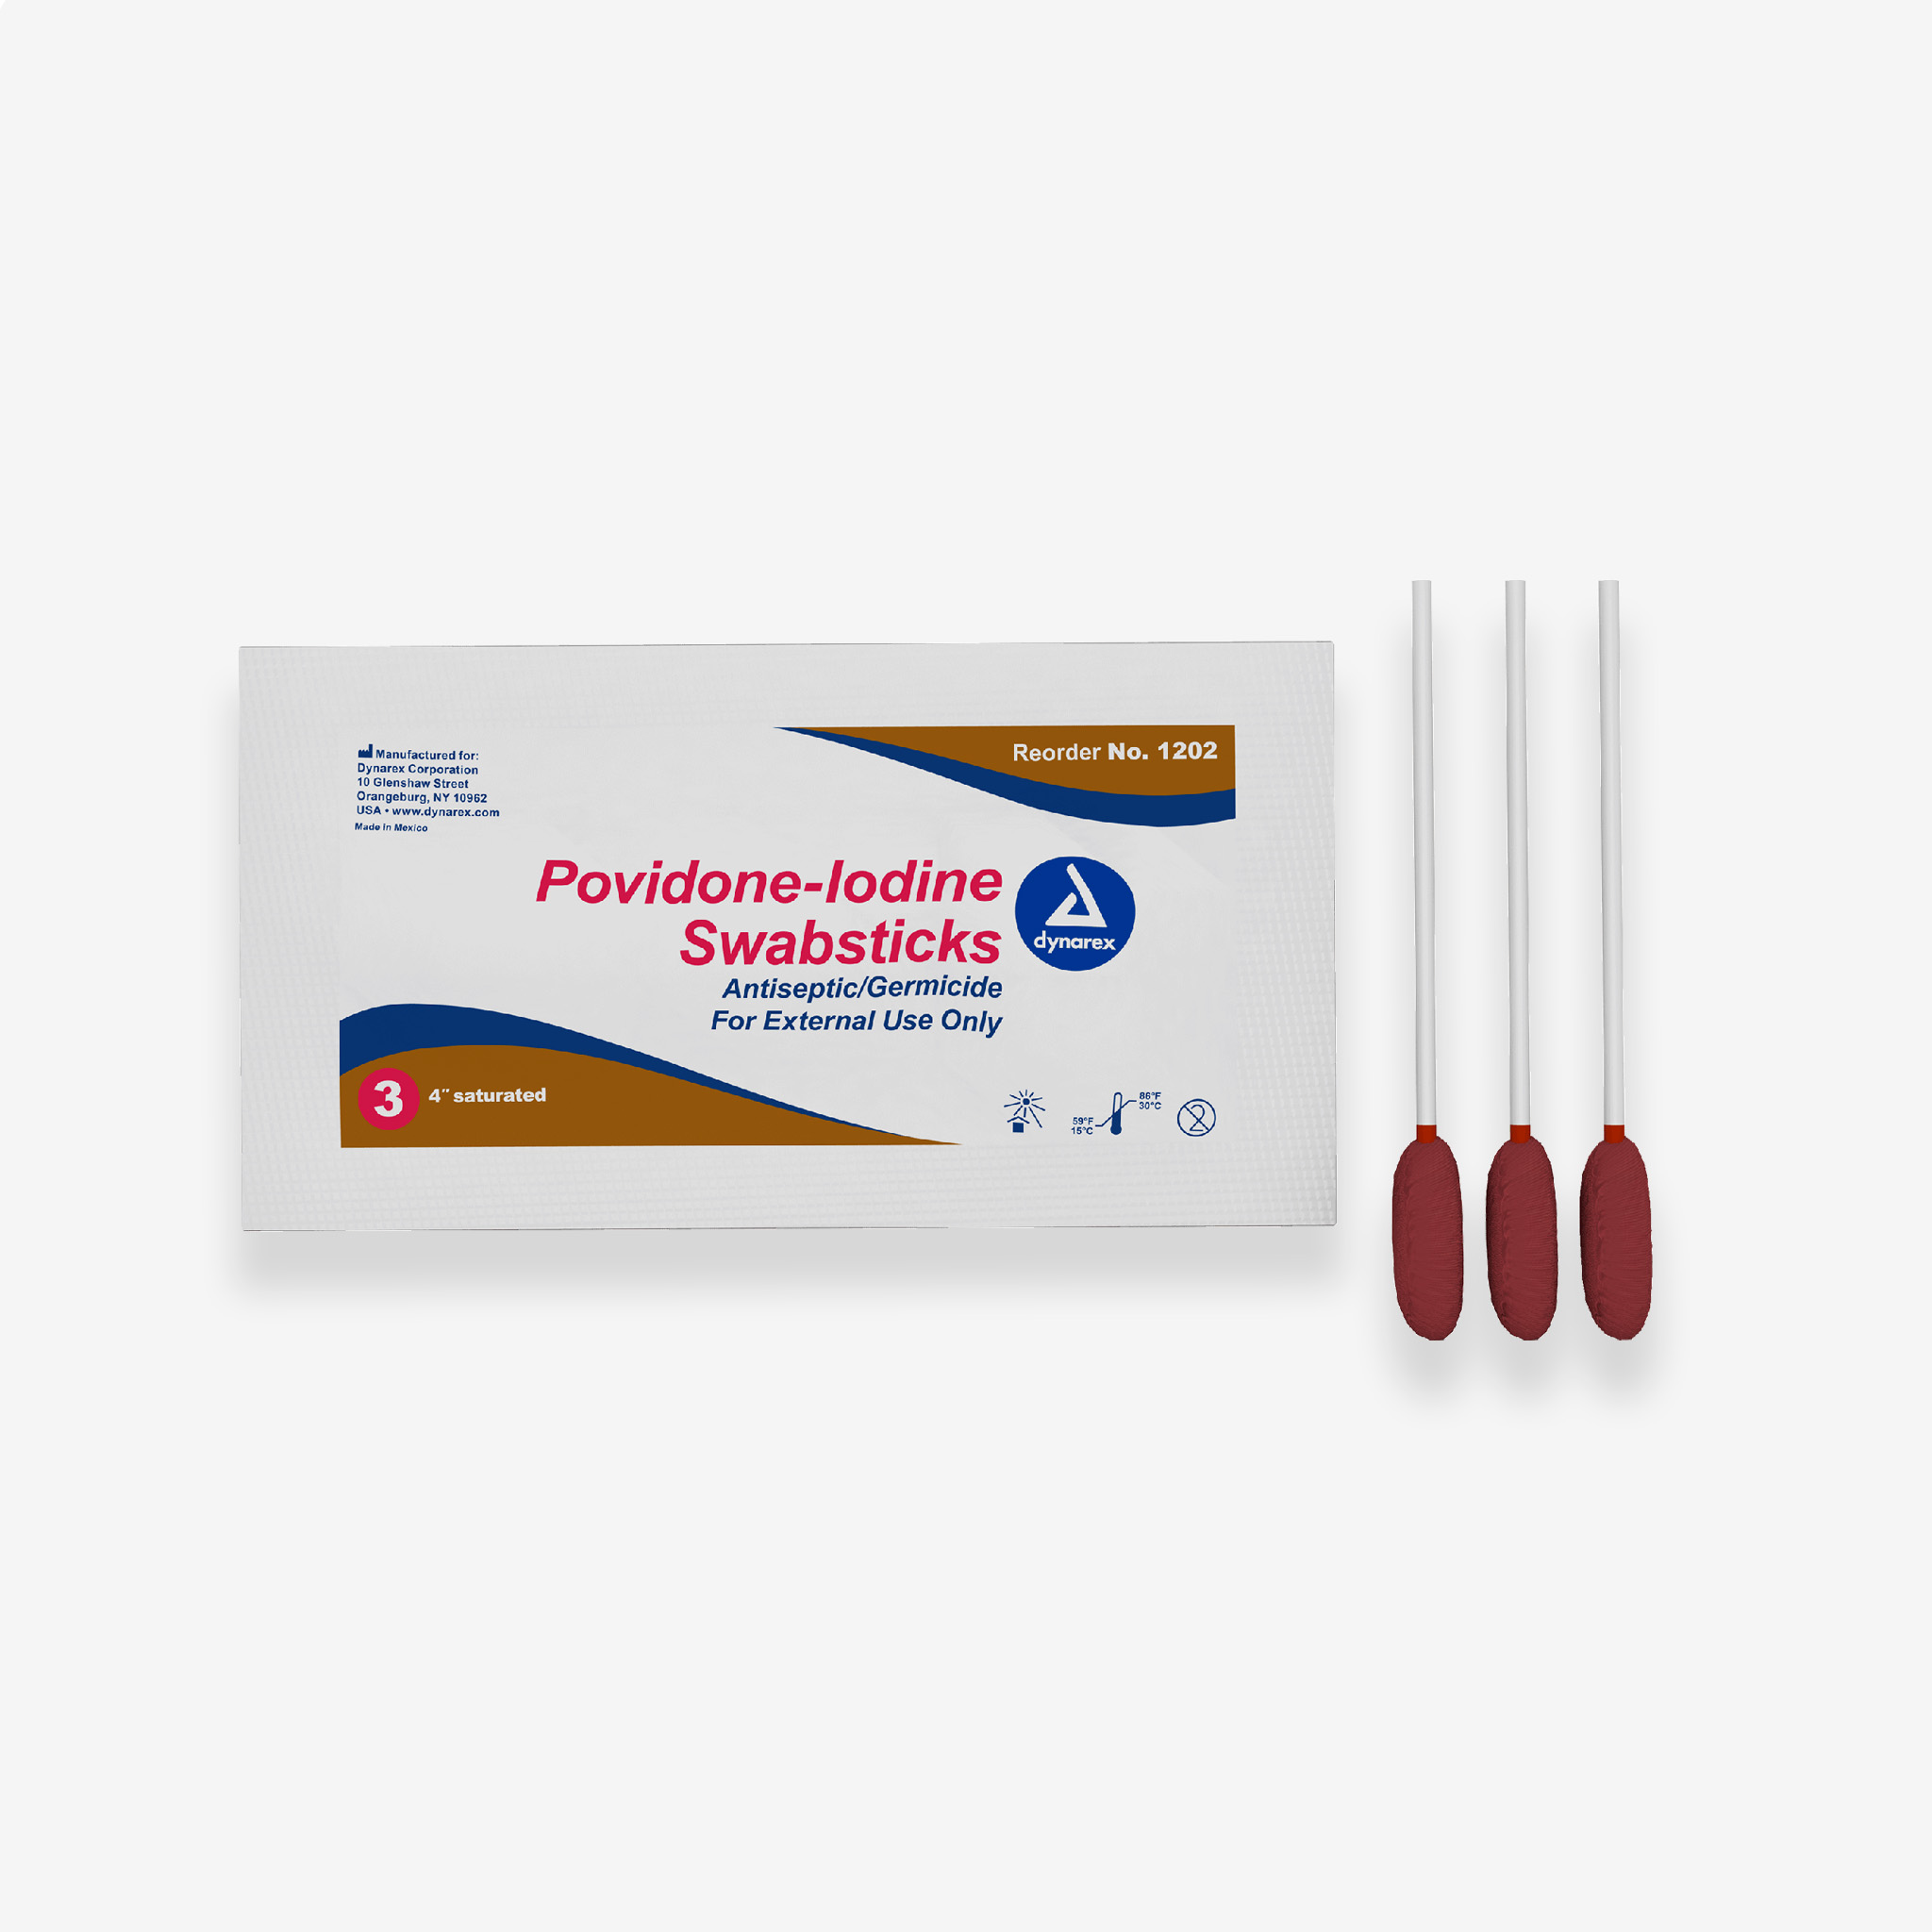 Manufactured for:
Dynarex Corporation
10 Glenshaw Street
Orangeburg, NY 10962
USA • www.dynarex.com
Made in Mexico
Reorder No. 1202
Povidone-Iodine
Swabsticks
Antiseptic/Germicide
For External Use Only
dynarex
3 4" saturated
59°F
15°C
86°F
30°C
2